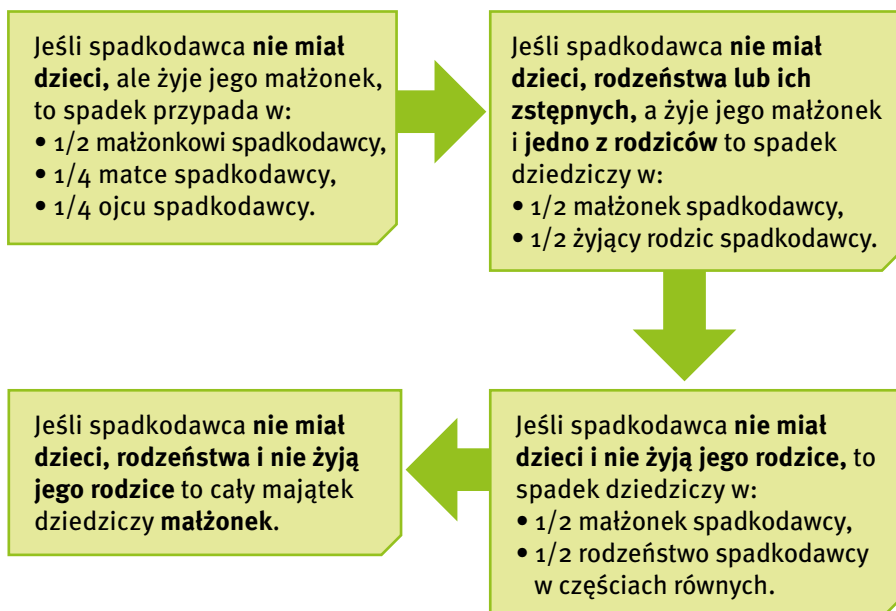 Jeśli spadkodawca nie miał
dzieci, ale żyje jego małżonek,
to spadek przypada w:
• 1/2 małżonkowi spadkodawcy,
• 1/4 matce spadkodawcy,
• 1/4 ojcu spadkodawcy.
Jeśli spadkodawca nie miał
dzieci, rodzeństwa lub ich
zstępnych, a żyje jego małżonek
i jedno z rodziców to spadek
dziedziczy w:
• 1/2 małżonek spadkodawcy,
• 1/2 żyjący rodzic spadkodawcy.
Jeśli spadkodawca nie miał
dzieci i nie żyją jego rodzice, to
spadek dziedziczy w:
• 1/2 małżonek spadkodawcy,
• 1/2 rodzeństwo spadkodawcy
w częściach równych.
Jeśli spadkodawca nie miał
dzieci, rodzeństwa i nie żyją
jego rodzice to cały majątek
dziedziczy małżonek.